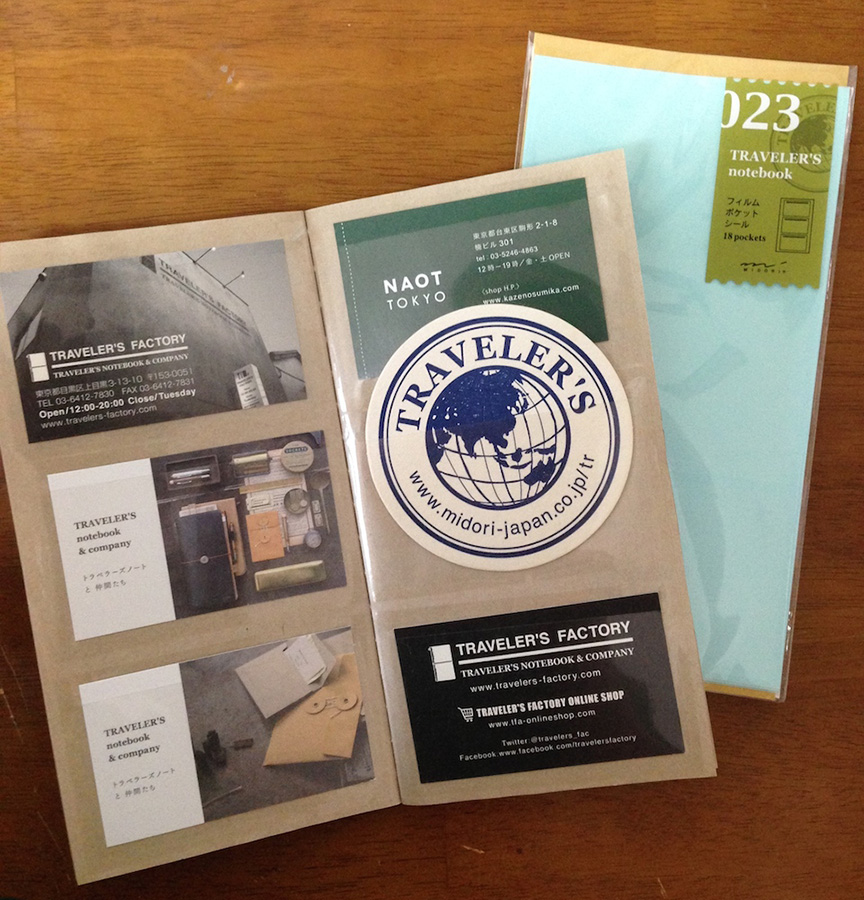 TRAVELER'S FACTORY
TRAVELER'S FACTORY
TRAVELER'S NOTEBOOK & COMPANY
東京都目黒区上目黒3-13-10 〒153-0051
TEL 03-6412-7830 FAX 03-6412-7831
Open/12:00-20:00 Close/Tuesday
www.travelers-factory.com
TRAVELER'S
notebook
& company
トラベラーズノート
と 仲間たち
TRAVELER'S
notebook
& company
トラベラーズノート
と 仲間たち
NAOT
TOKYO
東京都台東区駒形 2-1-8
楠ビル 301
tel : 03-5246-4863
12 時〜19時／金・土 OPEN
〈shop H.P.〉
www.kazenosumika.com
TRAVELER'S
www.midori-japan.co.jp/tr
TRAVELER'S FACTORY
TRAVELER'S NOTEBOOK & COMPANY
www.travelers-factory.com
TRAVELER'S FACTORY ONLINE SHOP
www.tfa-onlineshop.com
Twitter @travelers_fac
Facebook www.facebook.com/travelersfactory
023
TRAVELER'S
notebook
フィルム
ポケット
シール
18 pockets
MIDORI